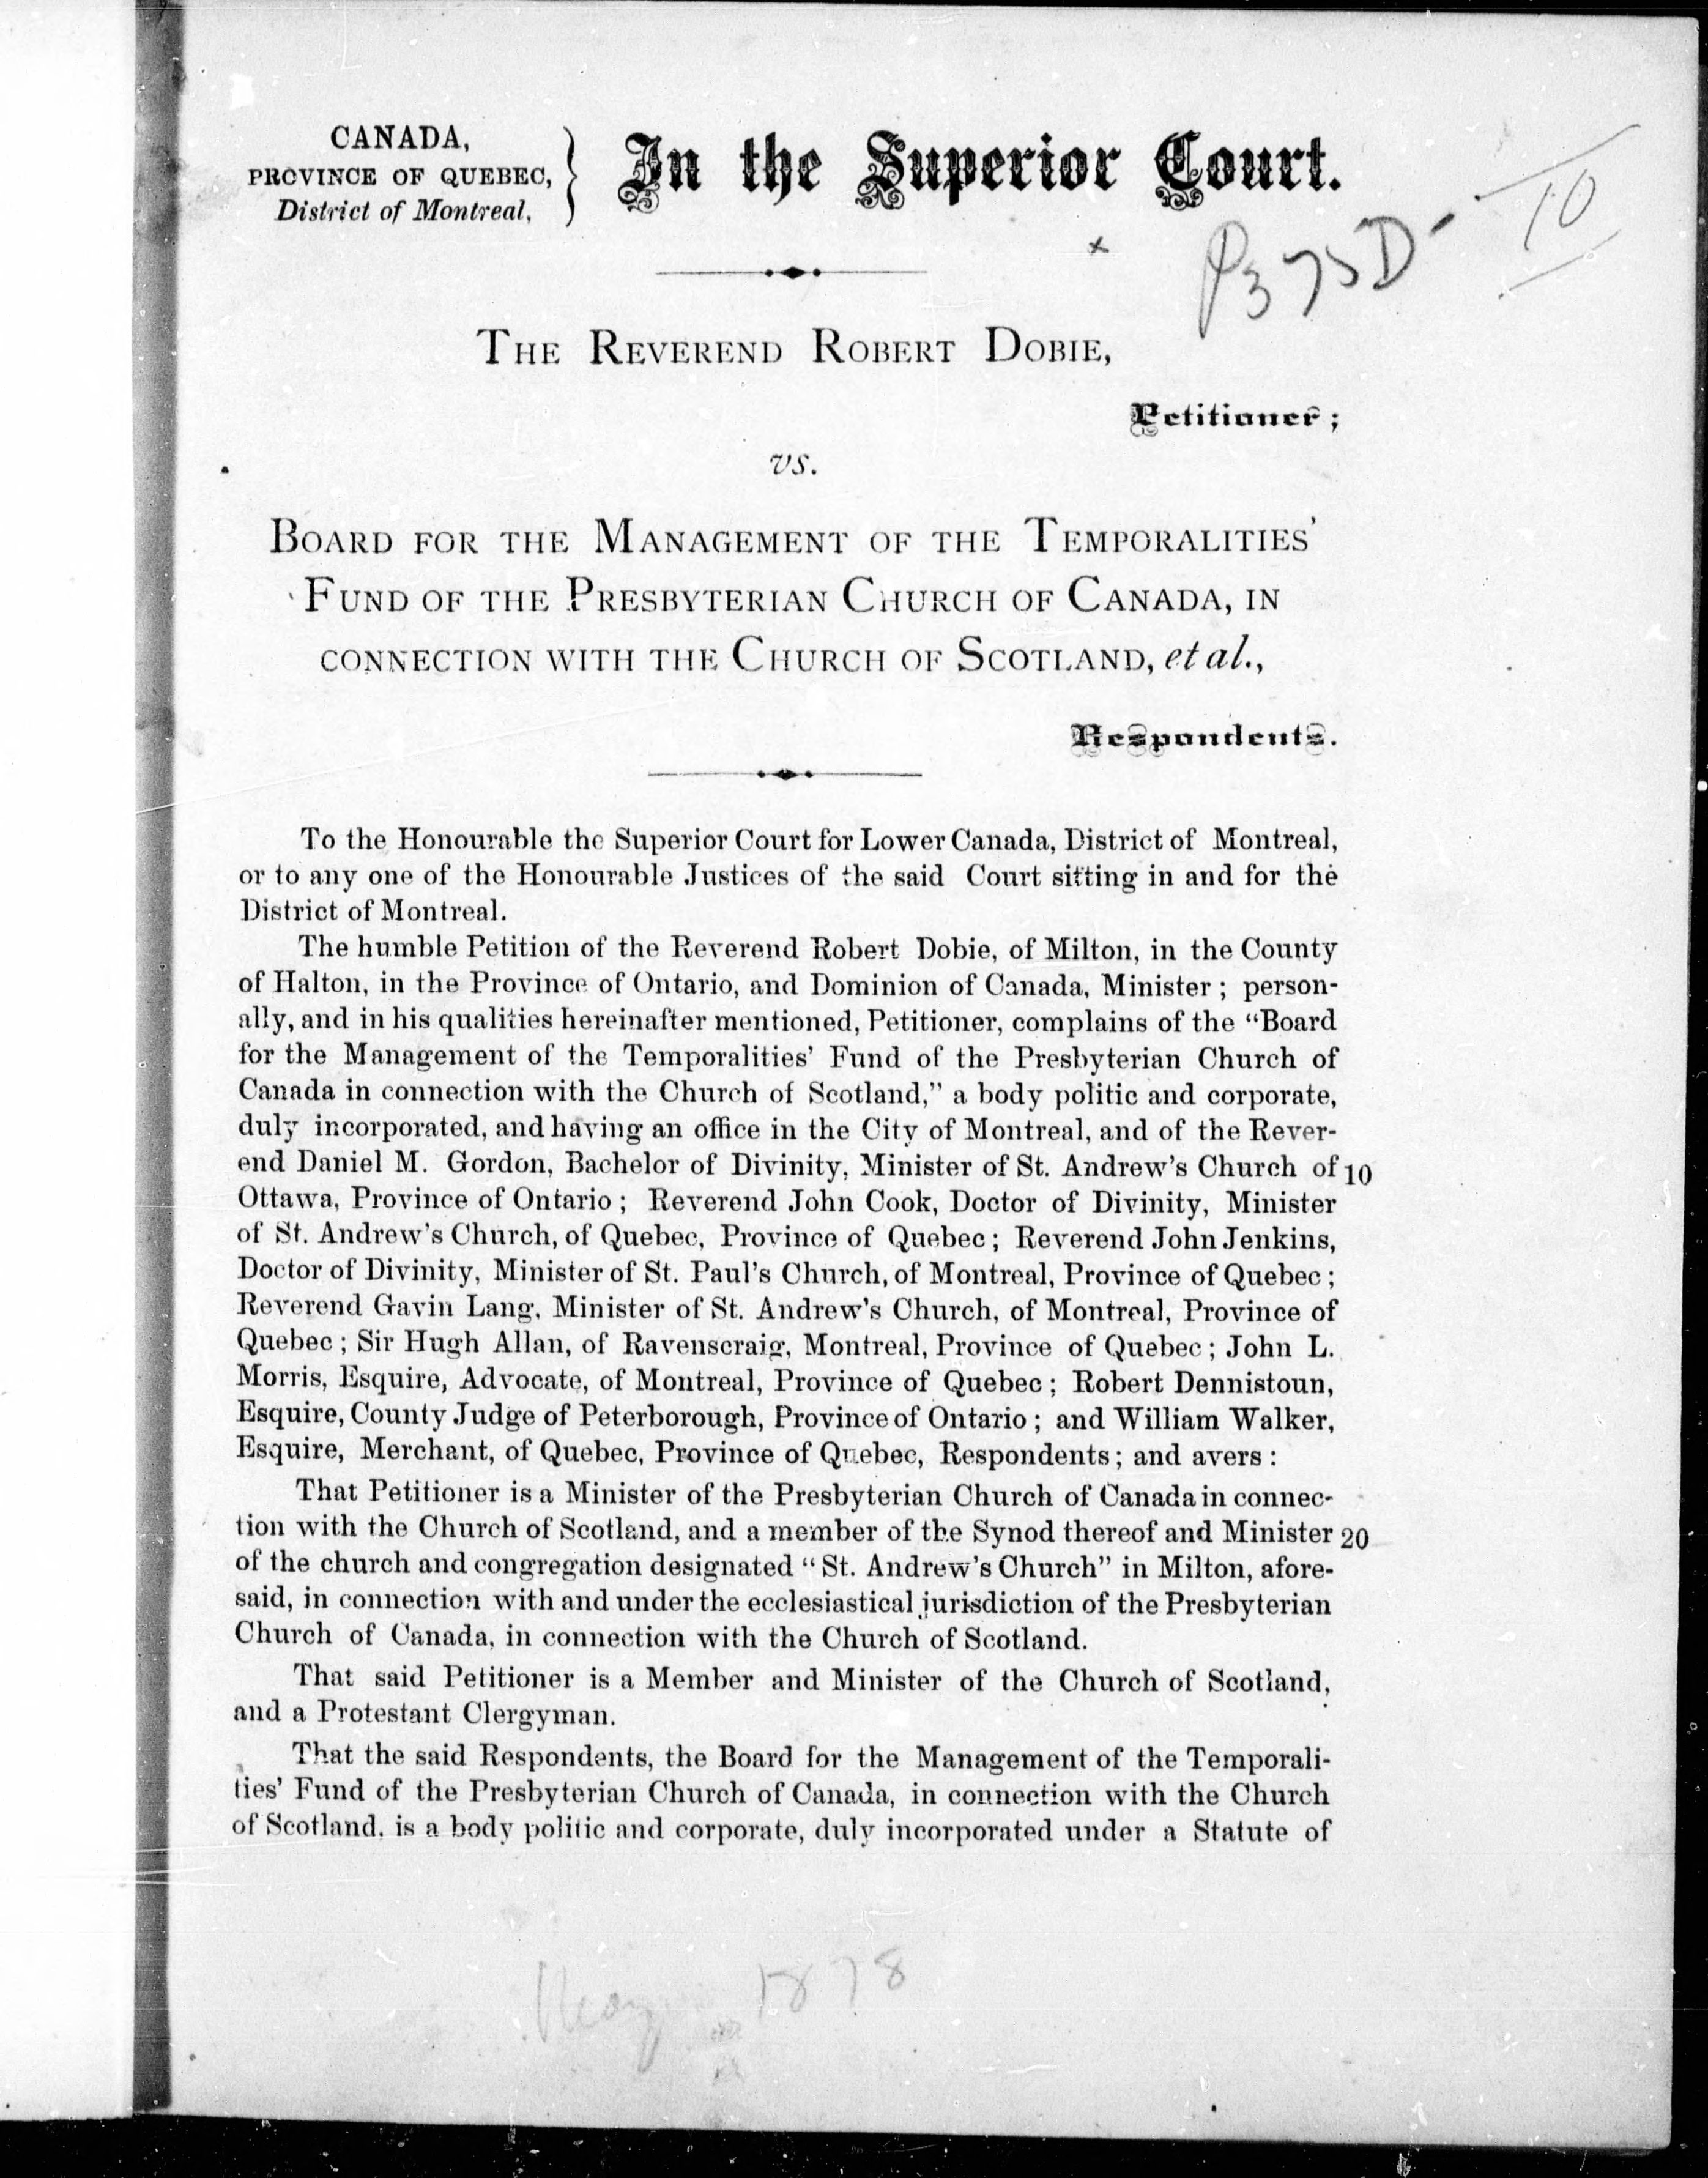 CANADA,
PROVINCE OF QUEBEC,
District of Montreal,
In the Superior Court.
10
THE REVEREND ROBERT DOBIE,
Petitioner;
vs.
BOARD FOR THE MANAGEMENT OF THE TEMPORALITIES'
FUND OF THE PRESBYTERIAN CHURCH OF CANADA, IN
CONNECTION WITH THE CHURCH OF SCOTLAND, et al.,
Respondents.
To the Honourable the Superior Court for Lower Canada, District of Montreal,
or to any one of the Honourable Justices of the said Court sitting in and for the
District of Montreal.
The humble Petition of the Reverend Robert Dobie, of Milton, in the County
of Halton, in the Province of Ontario, and Dominion of Canada, Minister; person-
ally, and in his qualities hereinafter mentioned, Petitioner, complains of the "Board
for the Management of the Temporalities' Fund of the Presbyterian Church of
Canada in connection with the Church of Scotland," a body politic and corporate,
duly incorporated, and having an office in the City of Montreal, and of the Rever-
end Daniel M. Gordon, Bachelor of Divinity, Minister of St. Andrew's Church of 10
Ottawa, Province of Ontario; Reverend John Cook, Doctor of Divinity, Minister
of St. Andrew's Church, of Quebec, Province of Quebec; Reverend John Jenkins,
Doctor of Divinity, Minister of St. Paul's Church, of Montreal, Province of Quebec;
Reverend Gavin Lang, Minister of St. Andrew's Church, of Montreal, Province of
Quebec; Sir Hugh Allan, of Ravenscraig, Montreal, Province of Quebec; John L.
Morris, Esquire, Advocate, of Montreal, Province of Quebec; Robert Dennistoun,
Esquire, County Judge of Peterborough, Province of Ontario; and William Walker,
Esquire, Merchant, of Quebec, Province of Quebec, Respondents; and avers:
That Petitioner is a Minister of the Presbyterian Church of Canada in connec-
tion with the Church of Scotland, and a member of the Synod thereof and Minister 20
of the church and congregation designated "St. Andrew's Church" in Milton, afore-
said, in connection with and under the ecclesiastical jurisdiction of the Presbyterian
Church of Canada, in connection with the Church of Scotland.
That said Petitioner is a Member and Minister of the Church of Scotland,
and a Protestant Clergyman.
That the said Respondents, the Board for the Management of the Temporali-
ties' Fund of the Presbyterian Church of Canada, in connection with the Church
of Scotland, is a body politic and corporate, duly incorporated under a Statute of
1878